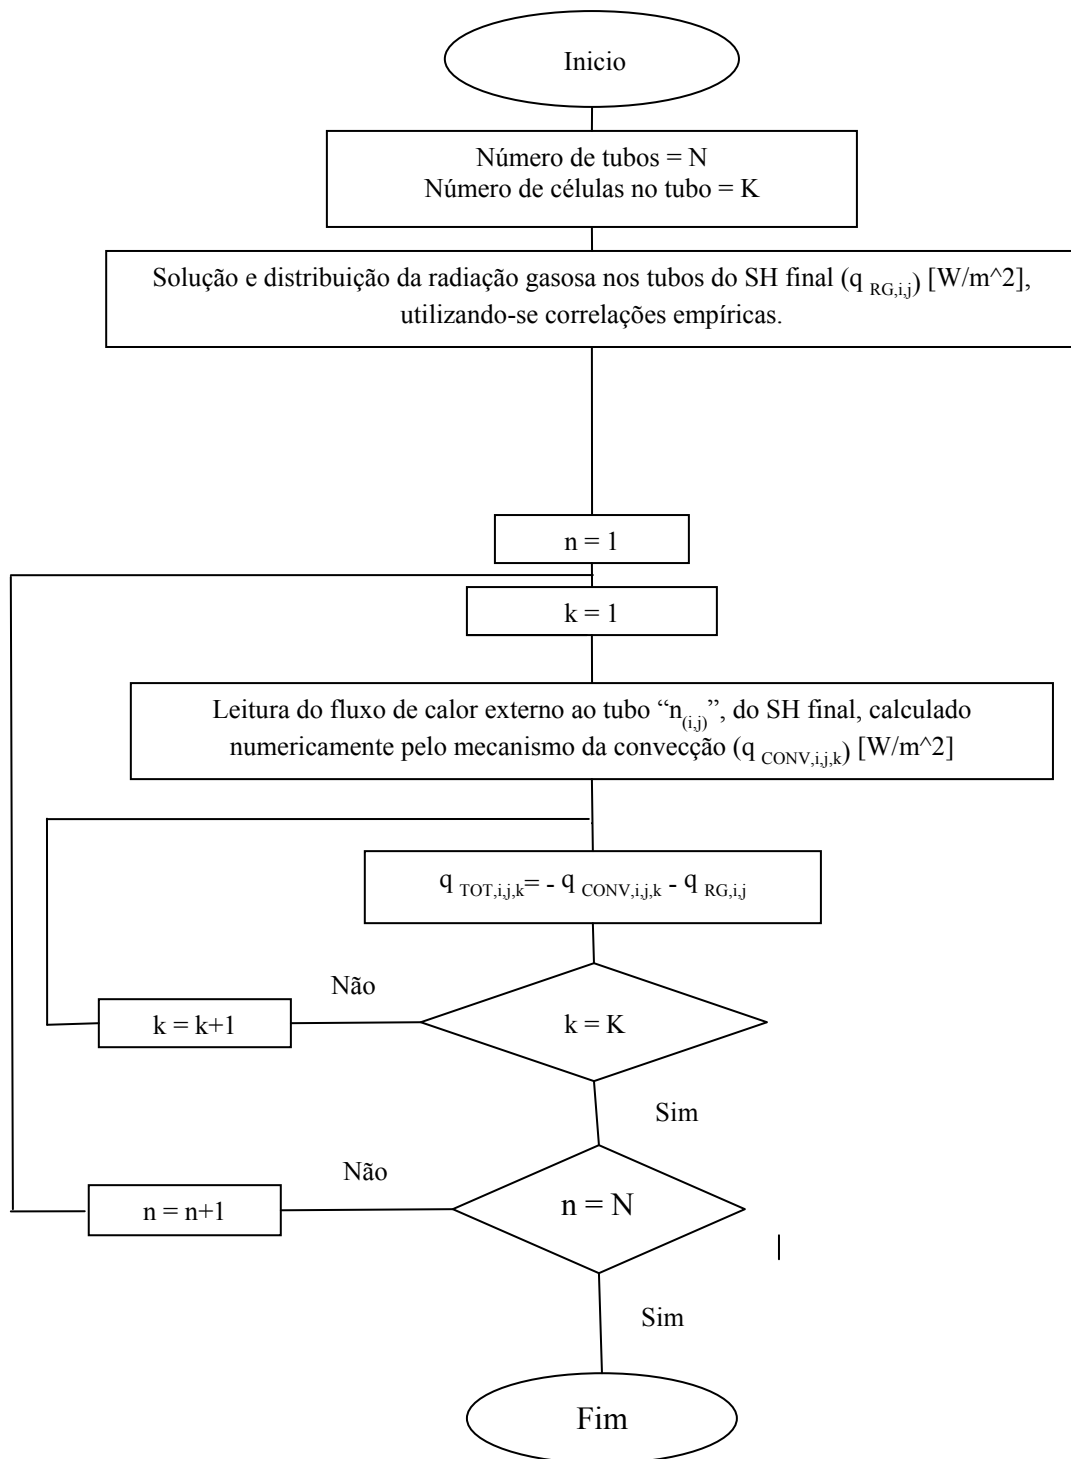 Inicio
Número de tubos = N
Número de células no tubo = K
Solução e distribuição da radiação gasosa nos tubos do SH final (q RG,i,j) [W/m^2],
utilizando-se correlações empíricas.
n = 1
k = 1
Leitura do fluxo de calor externo ao tubo “n(i,j)”, do SH final, calculado
numericamente pelo mecanismo da convecção (q CONV,i,j,k) [W/m^2]
q TOT,i,j,k= - q CONV,i,j,k - q RG,i,j
Não
k = k+1
k = K
Sim
Não
n = n+1
n = N
Sim
Fim